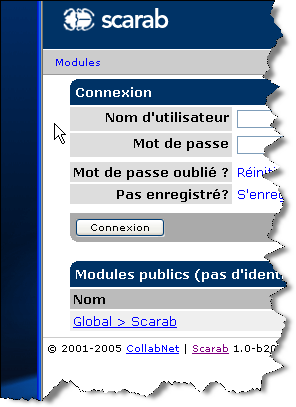 scarab
Modules
Connexion
Nom d'utilisateur
Mot de passe
Mot de passe oublié ? Réiniti
Pas enregistré? S'enre
Connexion
Modules publics (pas d'ident
Nom
Global > Scarab
© 2001-2005 CollabNet | Scarab 1.0-b20